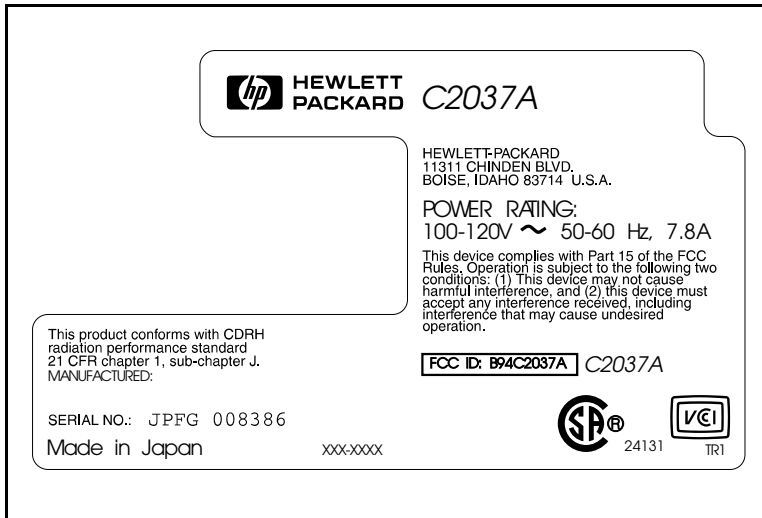 hp HEWLETT
PACKARD C2037A
HEWLETT-PACKARD
11311 CHINDEN BLVD.
BOISE, IDAHO 83714 U.S.A.
POWER RATING:
100-120V ~ 50-60 Hz, 7.8A
This device complies with Part 15 of the FCC
Rules. Operation is subject to the following two
conditions: (1) This device may not cause
harmful interference, and (2) this device must
accept any interference received, including
interference that may cause undesired
operation.
FCC ID: B94C2037A C2037A
This product conforms with CDRH
radiation performance standard
21 CFR chapter 1, sub-chapter J.
MANUFACTURED:
SERIAL NO.: JPFG 008386
Made in Japan
XXX-XXXX
SA ®
24131
VCI
TR1